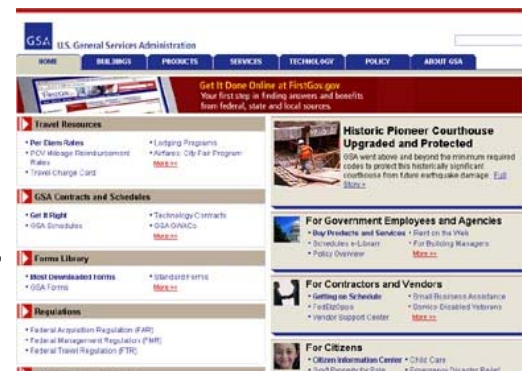 GSA U.S. General Services Administration
HOME BUILDINGS PRODUCTS SERVICES TECHNOLOGY POLICY ABOUT GSA
Get It Done Online at FirstGov.gov
Your first step in finding answers and benefits
from federal, state and local sources.
Travel Resources
• Per Diem Rates
• POV Mileage Reimbursement
Rates
• Travel Charge Card
• Lodging Programs
• Airfares: City Pair Program
More >>
GSA Contracts and Schedules
• Get It Right
• GSA Schedules
• Technology Contracts
• GSA GWACs
More >>
Forms Library
• Most Downloaded Forms
• GSA Forms
• Standard Forms
More >>
Regulations
• Federal Acquisition Regulation (FAR)
• Federal Management Regulation (FMR)
• Federal Travel Regulation (FTR)
Historic Pioneer Courthouse
Upgraded and Protected
GSA went above and beyond the minimum required
codes to protect this historically significant
courthouse from future earthquake damage. Full
Story >
For Government Employees and Agencies
• Buy Products and Services • Rent on the Web
• Schedules e-Library • For Building Managers
• Policy Overview More >>
For Contractors and Vendors
• Getting on Schedule • Small Business Assistance
• FedBizOpps • Service-Disabled Veterans
• Vendor Support Center More >>
For Citizens
• Citizen Information Center • Child Care
• Govt Property for Sale • Emergency Disaster Relief